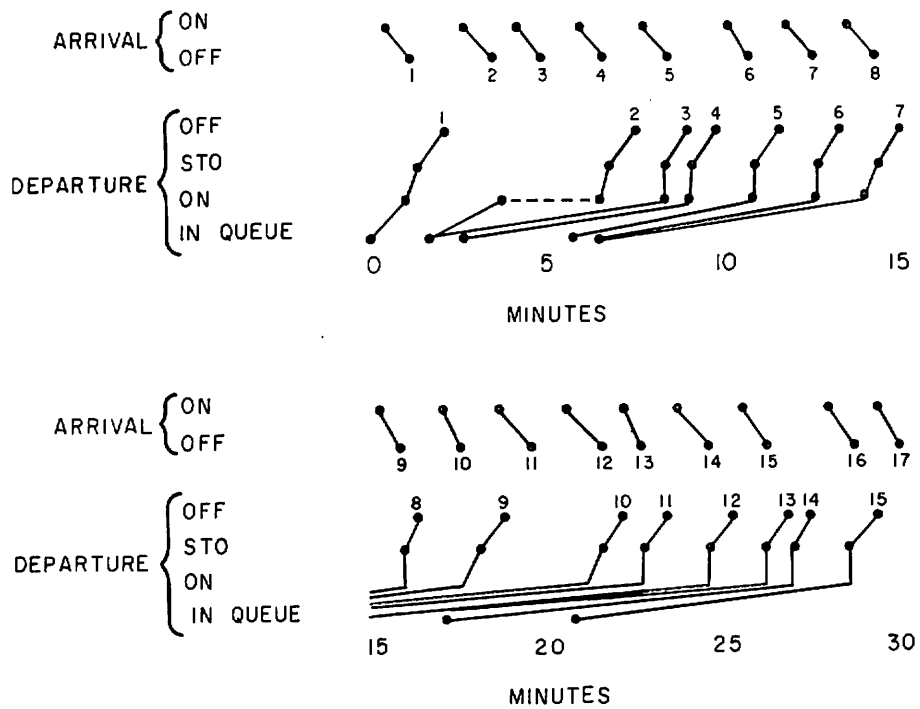 ARRIVAL
ON
OFF
1 2 3 4 5 6 7 8
DEPARTURE
OFF
STO
ON
IN QUEUE
1 2 3 4 5 6 7
0 5 10 15
MINUTES
ARRIVAL
ON
OFF
9 10 11 12 13 14 15 16 17
DEPARTURE
OFF
STO
ON
IN QUEUE
8 9 10 11 12 13 14 15
15 20 25 30
MINUTES